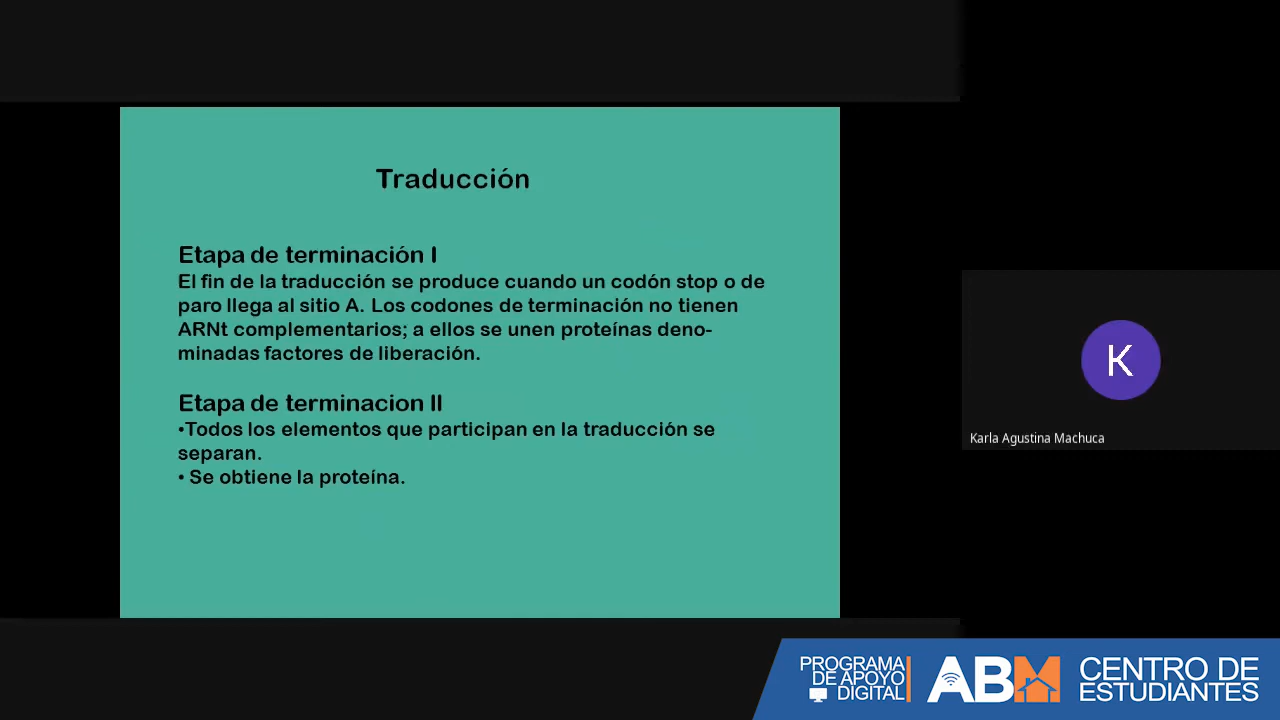 Traducción
Etapa de terminación I
El fin de la traducción se produce cuando un codón stop o de
paro llega al sitio A. Los codones de terminación no tienen
ARNt complementarios; a ellos se unen proteínas deno-
minadas factores de liberación.
Etapa de terminacion II
•Todos los elementos que participan en la traducción se
separan.
• Se obtiene la proteína.
K
Karla Agustina Machuca
PROGRAMA
DE APOYO
DIGITAL
ABM
CENTRO DE
ESTUDIANTES